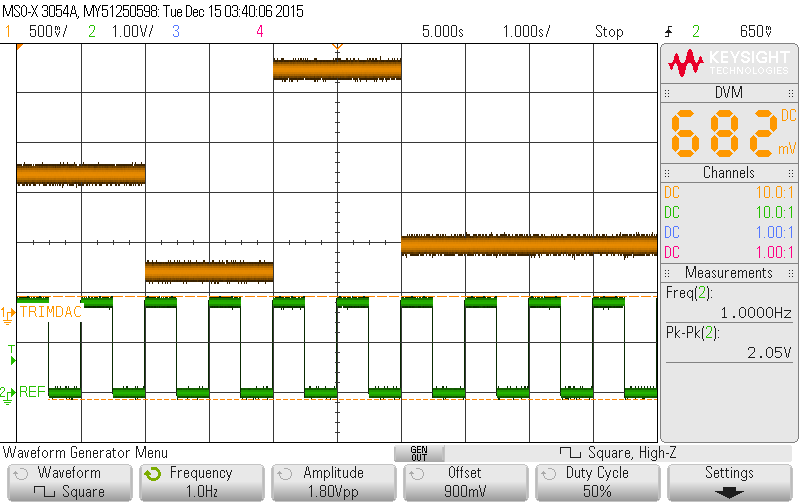 MSO-X 3054A, MY51250598: Tue Dec 15 03:40:06 2015
1 500mV/ 2 1.00V/ 3 4 5.000s 1.000s/ Stop 2 650mV
KEYSIGHT
TECHNOLOGIES
DVM
682 DC mV
Channels
DC 10.0:1
DC 10.0:1
DC 1.00:1
DC 1.00:1
Measurements
Freq(2):
1.0000Hz
Pk-Pk(2):
2.05V
1 TRIMDAC
T
2 REF
Waveform Generator Menu
GEN OUT
Square, High-Z
Waveform
Square
Frequency
1.0Hz
Amplitude
1.80Vpp
Offset
900mV
Duty Cycle
50%
Settings